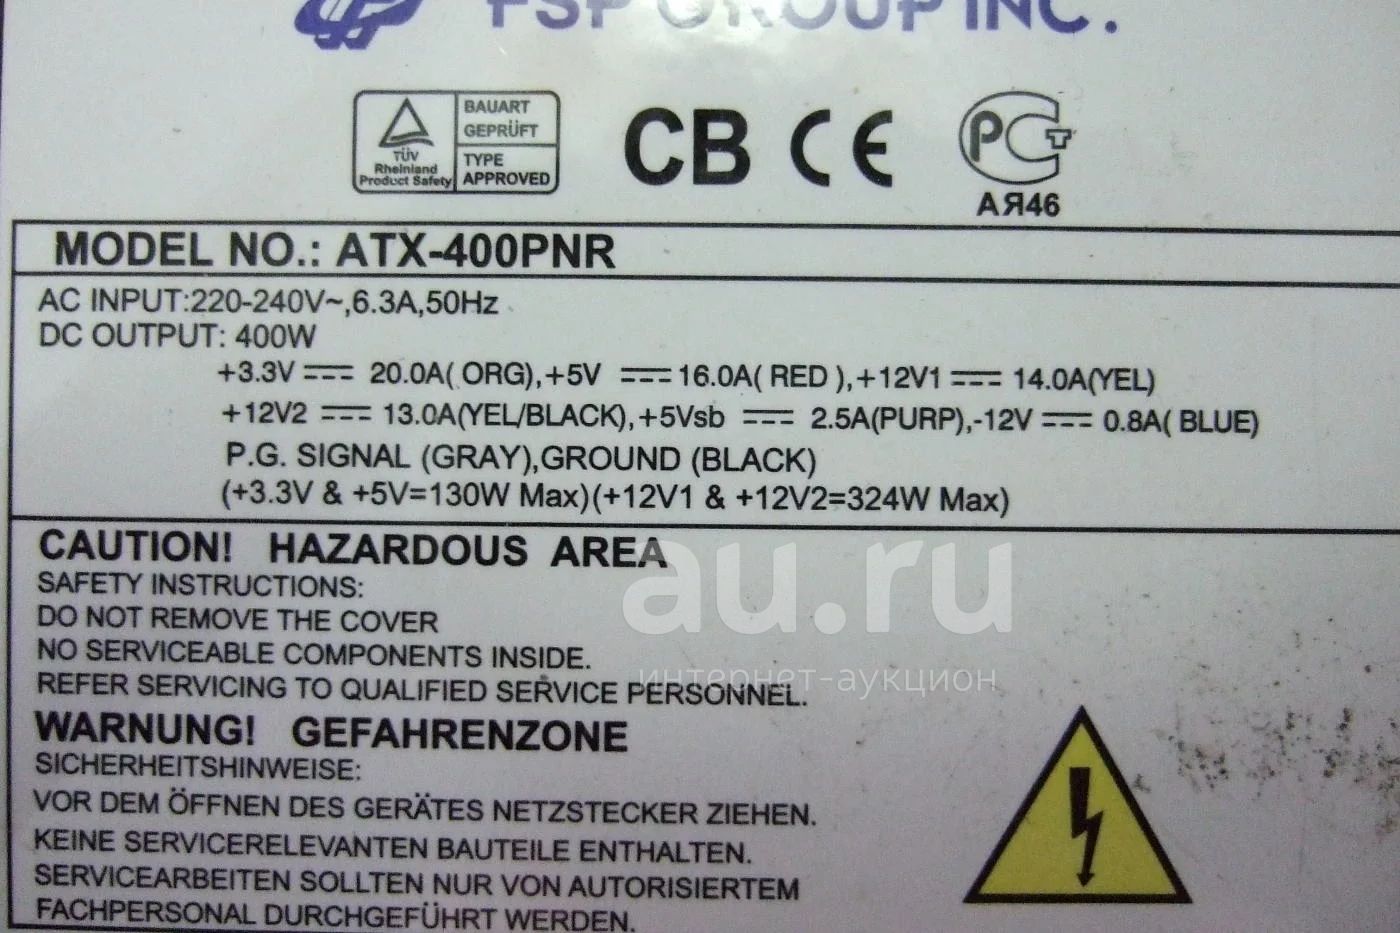 FSP GROUP INC.
BAUART
GEPRÜFT
TÜV
Rheinland
Product Safety
TYPE
APPROVED
CB CE
PCT
АЯ46
MODEL NO.: ATX-400PNR
AC INPUT:220-240V~,6.3A,50Hz
DC OUTPUT: 400W
+3.3V ⎓ 20.0A( ORG),+5V ⎓ 16.0A( RED ),+12V1 ⎓ 14.0A(YEL)
+12V2 ⎓ 13.0A(YEL/BLACK),+5Vsb ⎓ 2.5A(PURP),-12V ⎓ 0.8A( BLUE)
P.G. SIGNAL (GRAY),GROUND (BLACK)
(+3.3V & +5V=130W Max)(+12V1 & +12V2=324W Max)
CAUTION! HAZARDOUS AREA
SAFETY INSTRUCTIONS:
DO NOT REMOVE THE COVER
NO SERVICEABLE COMPONENTS INSIDE.
REFER SERVICING TO QUALIFIED SERVICE PERSONNEL.
au.ru
интернет-аукцион
WARNUNG! GEFAHRENZONE
SICHERHEITSHINWEISE:
VOR DEM ÖFFNEN DES GERÄTES NETZSTECKER ZIEHEN.
KEINE SERVICERELEVANTEN BAUTEILE ENTHALTEN.
SERVICEARBEITEN SOLLTEN NUR VON AUTORISIERTEM
FACHPERSONAL DURCHGEFÜHRT WERDEN.